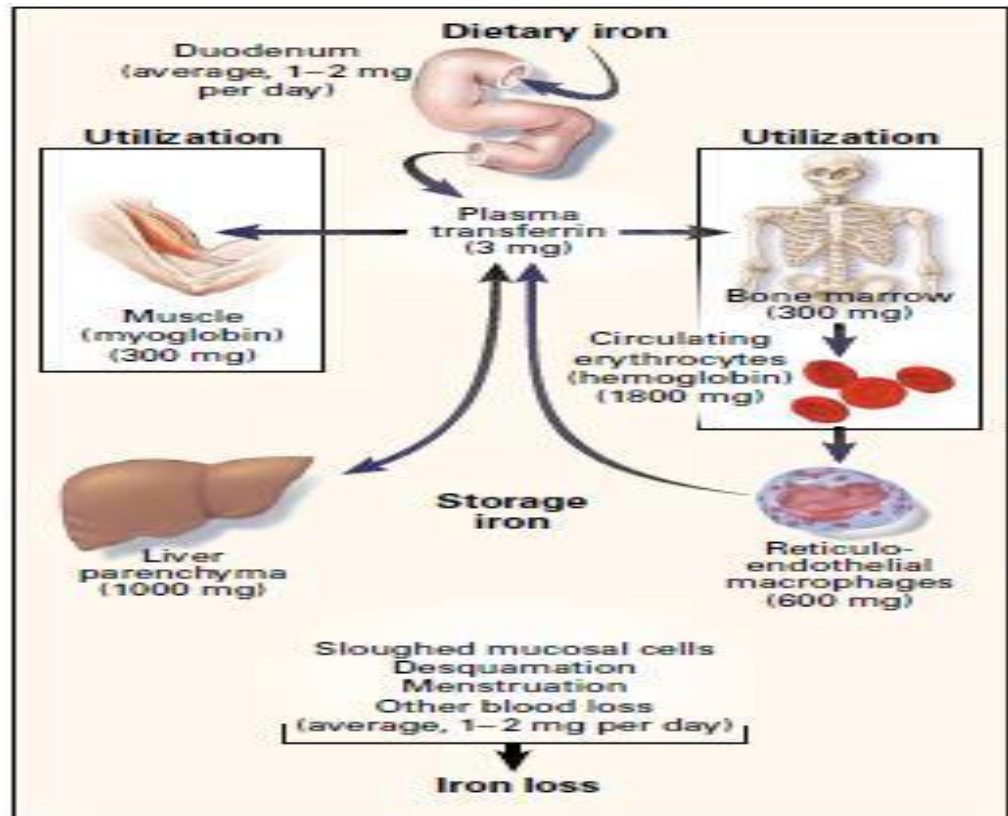 Dietary iron
Duodenum
(average, 1–2 mg
per day)
Utilization
Utilization
Plasma
transferrin
(3 mg)
Muscle
(myoglobin)
(300 mg)
Bone marrow
(300 mg)
Circulating
erythrocytes
(hemoglobin)
(1800 mg)
Storage
iron
Liver
parenchyma
(1000 mg)
Reticulo-
endothelial
macrophages
(600 mg)
Sloughed mucosal cells
Desquamation
Menstruation
Other blood loss
(average, 1–2 mg per day)
Iron loss